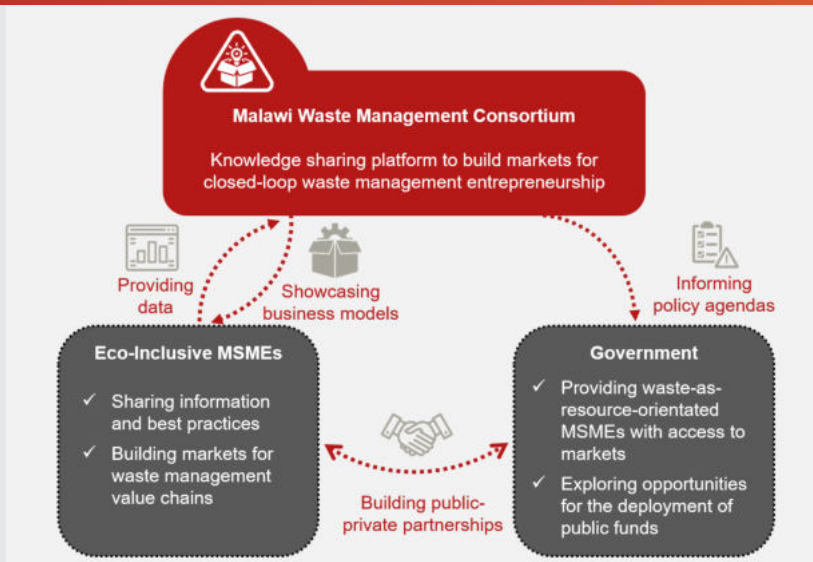 Malawi Waste Management Consortium
Knowledge sharing platform to build markets for
closed-loop waste management entrepreneurship
Providing
data
Showcasing
business models
Informing
policy agendas
Eco-Inclusive MSMEs
✓ Sharing information
and best practices
✓ Building markets for
waste management
value chains
Building public-
private partnerships
Government
✓ Providing waste-as-
resource-orientated
MSMEs with access to
markets
✓ Exploring opportunities
for the deployment of
public funds